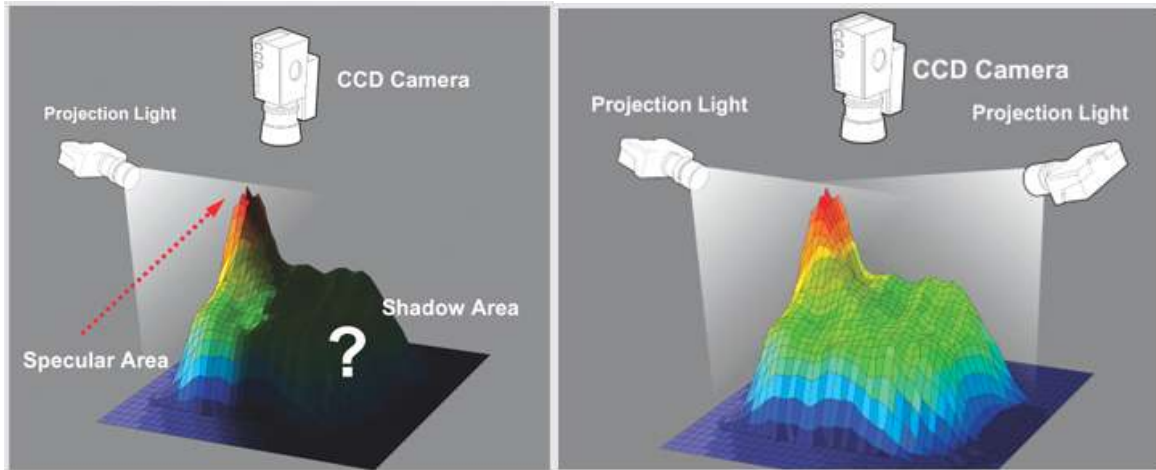 CCD Camera
Projection Light
Shadow Area
Specular Area
?
CCD Camera
Projection Light
Projection Light